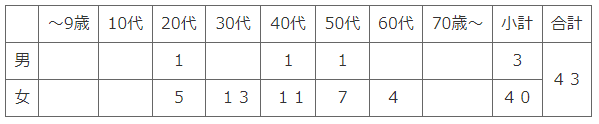 ～9歳 10代 20代 30代 40代 50代 60代 70歳～ 小計 合計
男 1 1 1 3 ４３
女 5 １３ １１ 7 4 ４０